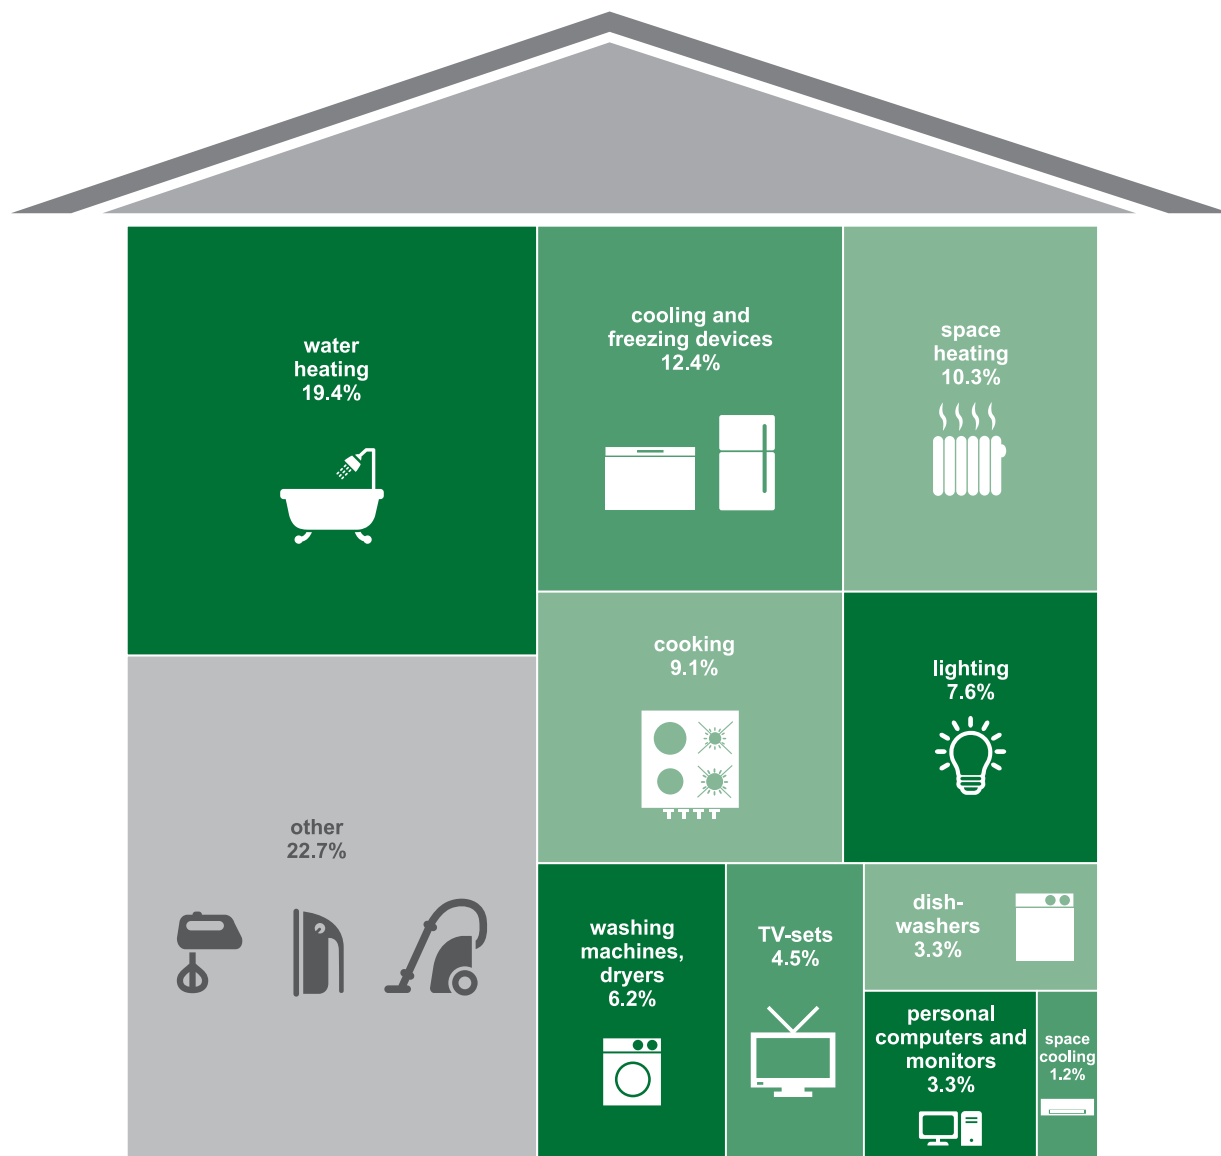 water
heating
19.4%
cooling and
freezing devices
12.4%
space
heating
10.3%
cooking
9.1%
lighting
7.6%
other
22.7%
washing
machines,
dryers
6.2%
TV-sets
4.5%
dish-
washers
3.3%
personal
computers and
monitors
3.3%
space
cooling
1.2%